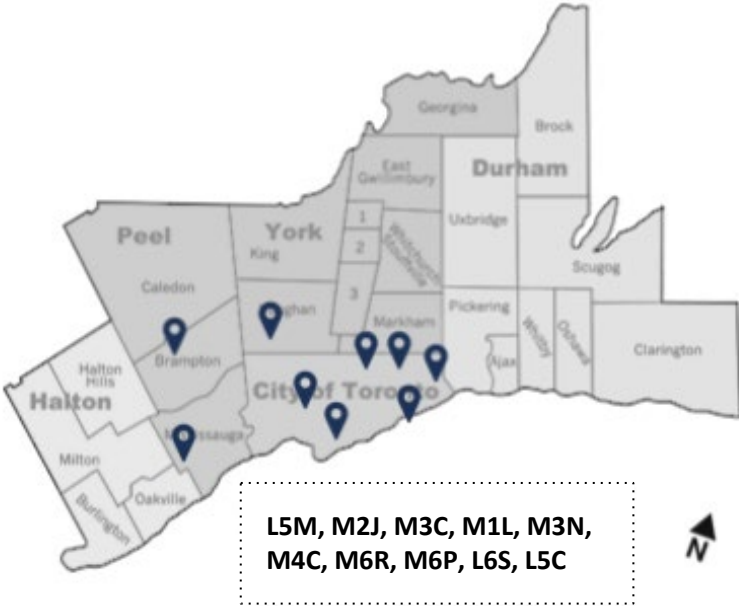 Georgina
Brock
East
Gwillimbury
Durham
1
Uxbridge
Peel
York
King
2
Whitchurch
Stouffville
Scugog
Caledon
3
Pickering
ghan
Markham
Whitby
Oshawa
Clarington
Brampton
Ajax
Halton
Hills
Halton
City of Toronto
ssauga
Milton
Oakville
Burlington
L5M, M2J, M3C, M1L, M3N,
M4C, M6R, M6P, L6S, L5C
N